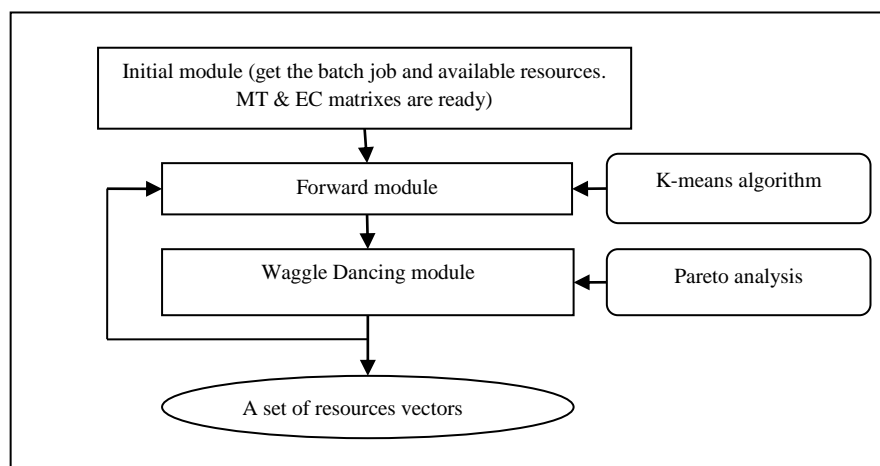 Initial module (get the batch job and available resources.
MT & EC matrixes are ready)
Forward module
K-means algorithm
Waggle Dancing module
Pareto analysis
A set of resources vectors